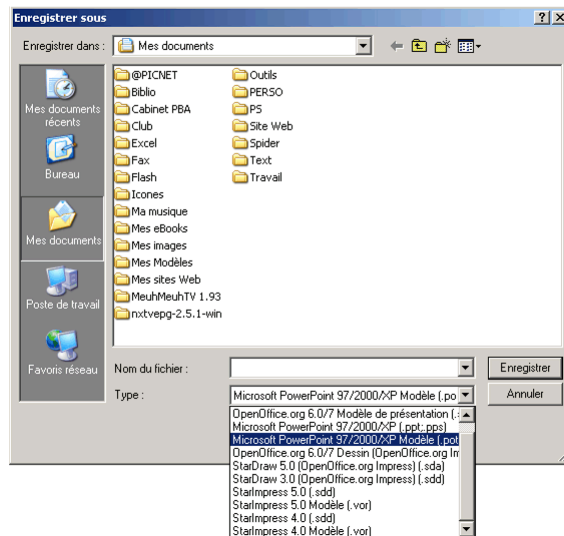 Enregistrer sous
Enregistrer dans :
Mes documents
Mes documents
récents
Bureau
Mes documents
Poste de travail
Favoris réseau
@PICNET
Biblio
Cabinet PBA
Club
Excel
Fax
Flash
Icones
Ma musique
Mes eBooks
Mes images
Mes Modèles
Mes sites Web
MeuhMeuhTV 1.93
nxtvepg-2.5.1-win
Outils
PERSO
PS
Site Web
Spider
Text
Travail
Nom du fichier :
Enregistrer
Type :
Microsoft PowerPoint 97/2000/XP Modèle (.po
Annuler
OpenOffice.org 6.0/7 Modèle de présentation (.
Microsoft PowerPoint 97/2000/XP (.ppt;.pps)
Microsoft PowerPoint 97/2000/XP Modèle (.pot
OpenOffice.org 6.0/7 Dessin (OpenOffice.org Im
StarDraw 5.0 (OpenOffice.org Impress) (.sda)
StarDraw 3.0 (OpenOffice.org Impress) (.sdd)
StarImpress 5.0 (.sdd)
StarImpress 5.0 Modèle (.vor)
StarImpress 4.0 (.sdd)
StarImpress 4.0 Modèle (.vor)